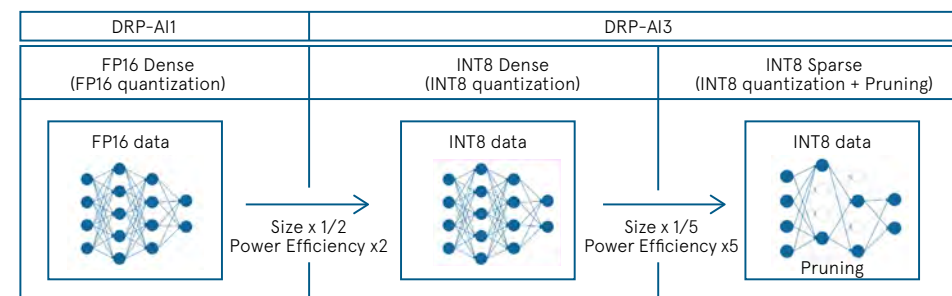 DRP-AI1
DRP-AI3
FP16 Dense
(FP16 quantization)
INT8 Dense
(INT8 quantization)
INT8 Sparse
(INT8 quantization + Pruning)
FP16 data
Size x 1/2
Power Efficiency x2
INT8 data
Size x 1/5
Power Efficiency x5
INT8 data
Pruning